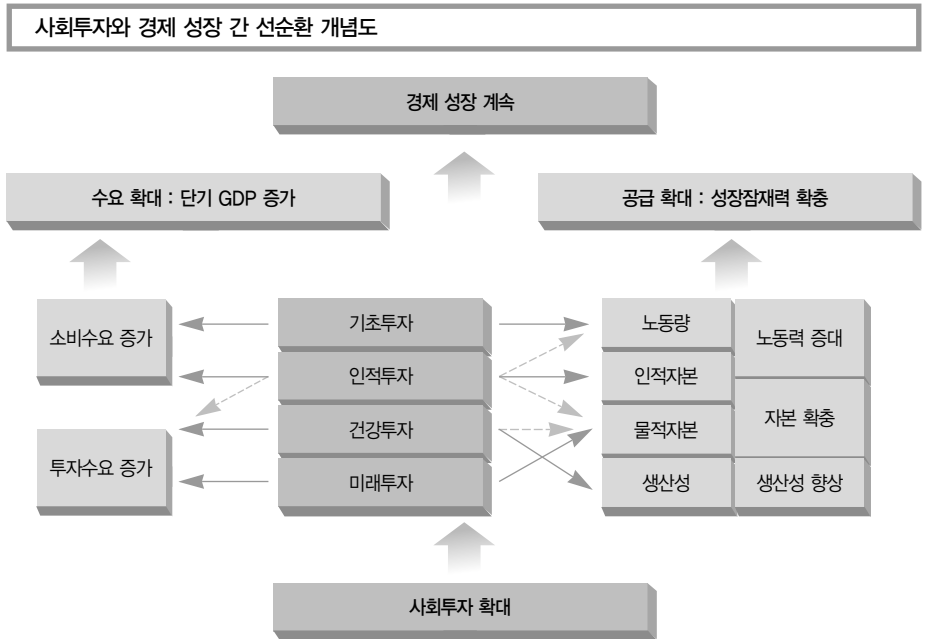 사회투자와 경제 성장 간 선순환 개념도
경제 성장 계속
수요 확대 : 단기 GDP 증가
공급 확대 : 성장잠재력 확충
소비수요 증가
투자수요 증가
기초투자
인적투자
건강투자
미래투자
노동량
인적자본
물적자본
생산성
노동력 증대
자본 확충
생산성 향상
사회투자 확대